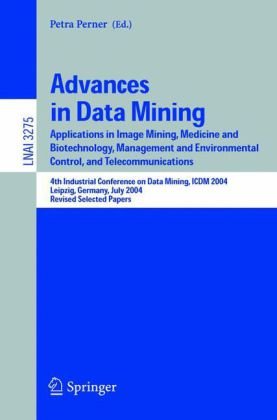 Petra Perner (Ed.)
LNAI 3275
Advances
in Data Mining
Applications in Image Mining, Medicine and
Biotechnology, Management and Environmental
Control, and Telecommunications
4th Industrial Conference on Data Mining, ICDM 2004
Leipzig, Germany, July 2004
Revised Selected Papers
Springer